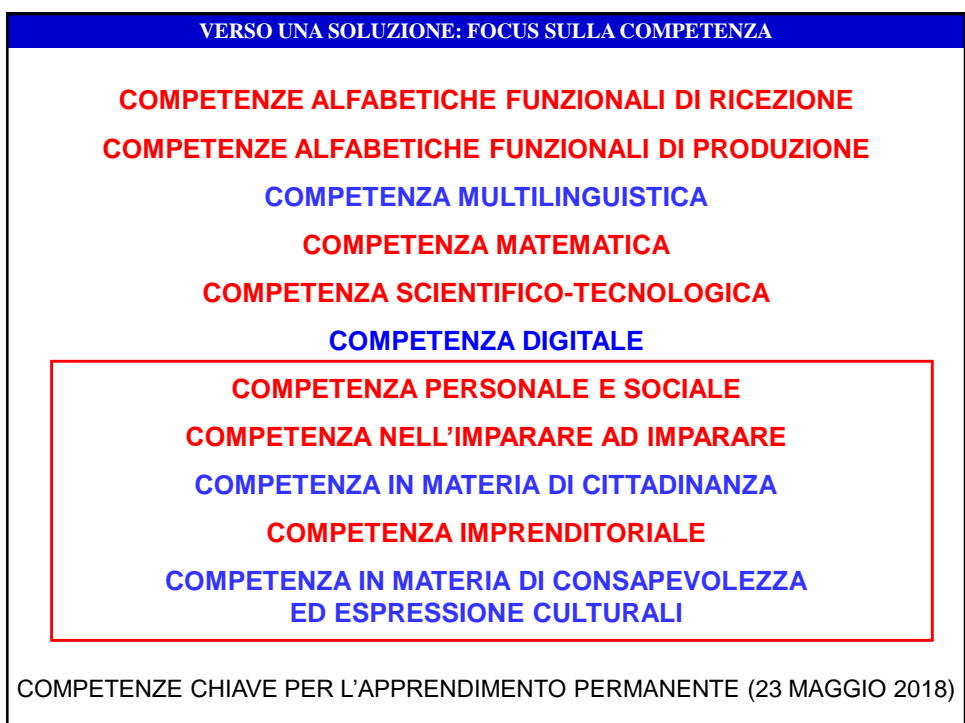 VERSO UNA SOLUZIONE: FOCUS SULLA COMPETENZA
COMPETENZE ALFABETICHE FUNZIONALI DI RICEZIONE
COMPETENZE ALFABETICHE FUNZIONALI DI PRODUZIONE
COMPETENZA MULTILINGUISTICA
COMPETENZA MATEMATICA
COMPETENZA SCIENTIFICO-TECNOLOGICA
COMPETENZA DIGITALE
COMPETENZA PERSONALE E SOCIALE
COMPETENZA NELL'IMPARARE AD IMPARARE
COMPETENZA IN MATERIA DI CITTADINANZA
COMPETENZA IMPRENDITORIALE
COMPETENZA IN MATERIA DI CONSAPEVOLEZZA
ED ESPRESSIONE CULTURALI
COMPETENZE CHIAVE PER L'APPRENDIMENTO PERMANENTE (23 MAGGIO 2018)